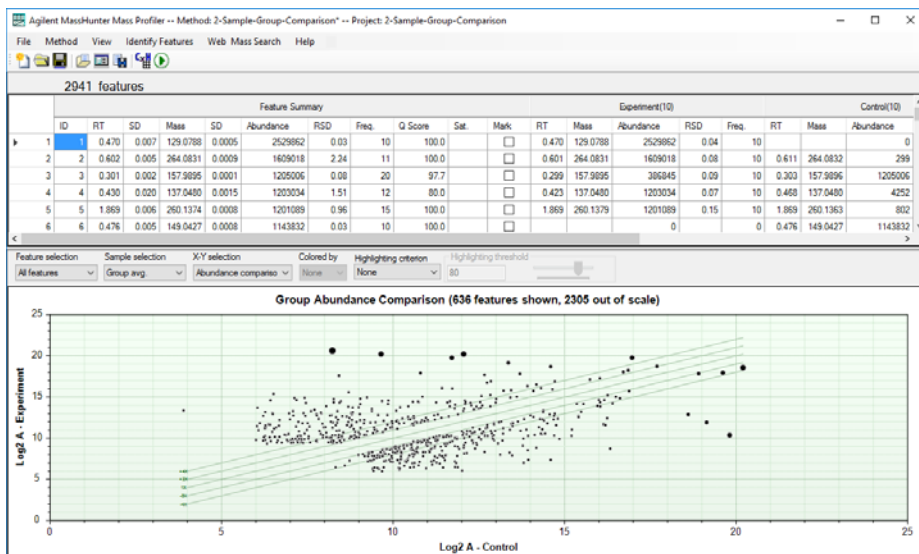 Agilent MassHunter Mass Profiler -- Method: 2-Sample-Group-Comparison* -- Project: 2-Sample-Group-Comparison
File Method View Identify Features Web Mass Search Help
2941 features
Feature Summary Experiment(10) Control(10)
ID RT SD Mass SD Abundance RSD Freq. Q Score Sat. Mark RT Mass Abundance RSD Freq. RT Mass Abundance
1 1 0.470 0.007 129.0788 0.0005 2529862 0.03 10 100.0 0.470 129.0788 2529862 0.04 10 0
2 2 0.602 0.005 264.0831 0.0009 1609018 2.24 11 100.0 0.601 264.0831 1609018 0.08 10 0.611 264.0832 299
3 3 0.301 0.002 157.9895 0.0001 1205006 0.08 20 97.7 0.299 157.9895 386845 0.09 10 0.303 157.9896 1205006
4 4 0.430 0.020 137.0480 0.0015 1203034 1.51 12 80.0 0.423 137.0480 1203034 0.07 10 0.468 137.0480 4252
5 5 1.869 0.006 260.1374 0.0008 1201089 0.96 15 100.0 1.869 260.1379 1201089 0.15 10 1.869 260.1363 802
6 6 0.476 0.005 149.0427 0.0008 1143832 0.03 10 100.0 0 0 0.476 149.0427 1143832
Feature selection Sample selection X-Y selection Colored by Highlighting criterion Highlighting threshold
All features Group avg. Abundance compariso None None 80
Group Abundance Comparison (636 features shown, 2305 out of scale)
25
20
15
10
5
0
Log2 A - Experiment
0 5 10 15 20 25
Log2 A - Control